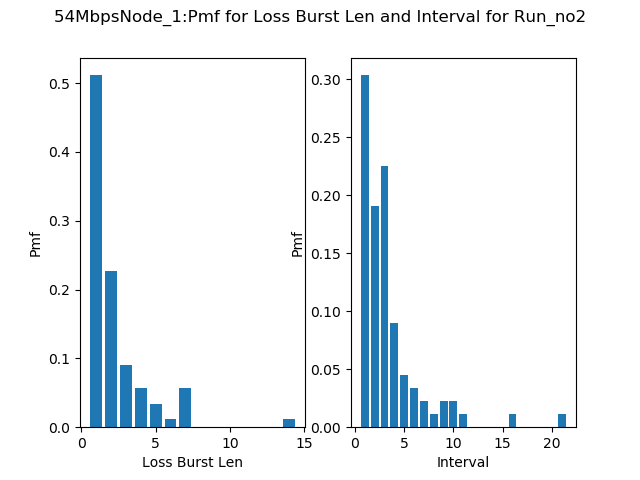 54MbpsNode_1:Pmf for Loss Burst Len and Interval for Run_no2
0.5
0.4
0.3
0.2
0.1
0.0
Pmf
0 5 10 15
Loss Burst Len
0.30
0.25
0.20
0.15
0.10
0.05
0.00
Pmf
0 5 10 15 20
Interval